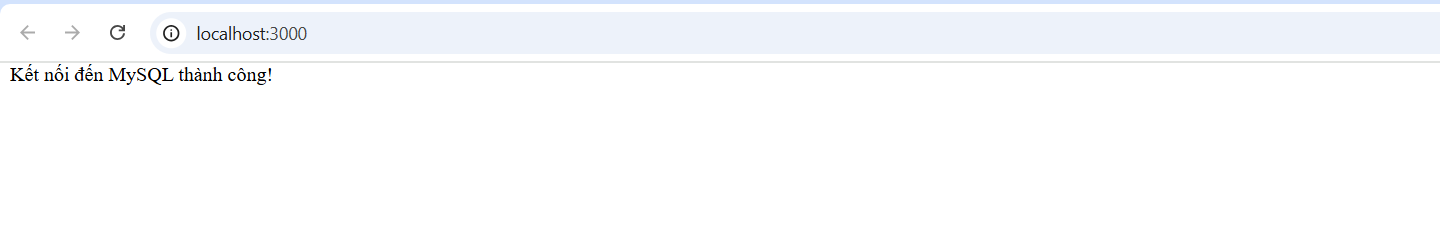 localhost:3000
Kết nối đến MySQL thành công!